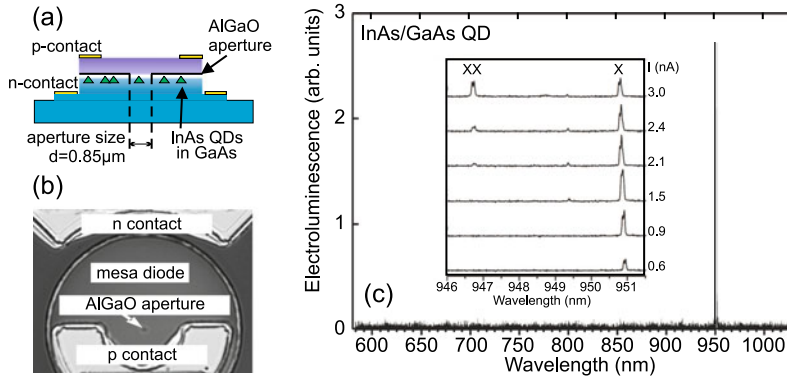 (a)
AlGaO
aperture
p-contact
n-contact
aperture size
d=0.85µm
InAs QDs
in GaAs
(b)
n contact
mesa diode
AlGaO aperture
p contact
InAs/GaAs QD
Electroluminescence (arb. units)
3
2
1
0
XX X I (nA)
3.0
2.4
2.1
1.5
0.9
0.6
946 947 948 949 950 951
Wavelength (nm)
(c)
600 650 700 750 800 850 900 950 1000
Wavelength (nm)